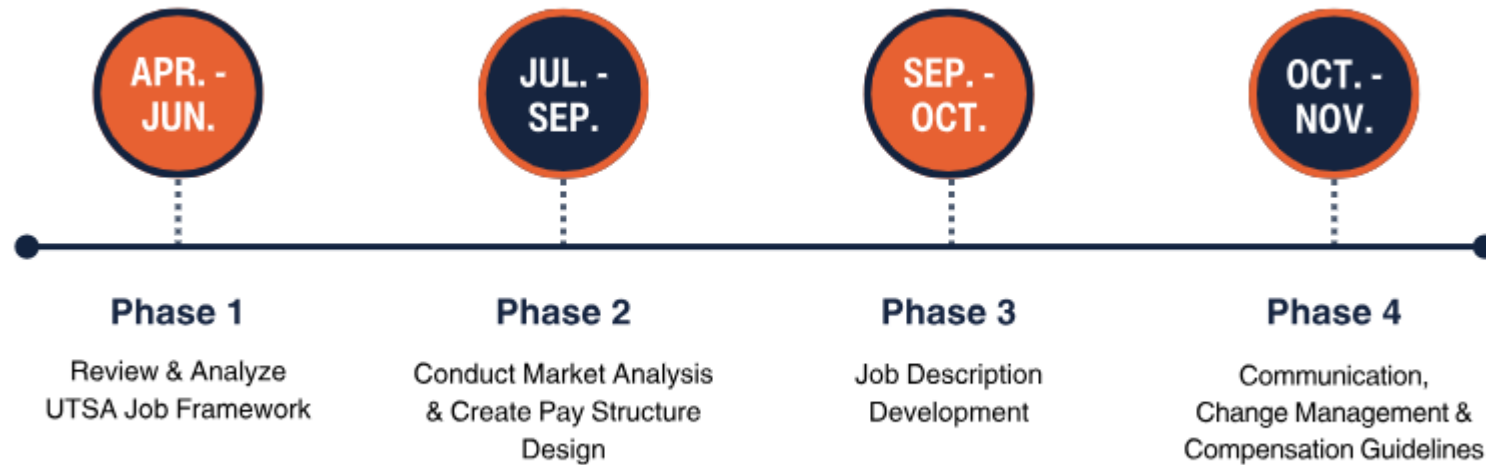 APR. -
JUN.
JUL. -
SEP.
SEP. -
OCT.
OCT. -
NOV.
Phase 1
Review & Analyze
UTSA Job Framework
Phase 2
Conduct Market Analysis
& Create Pay Structure
Design
Phase 3
Job Description
Development
Phase 4
Communication,
Change Management &
Compensation Guidelines